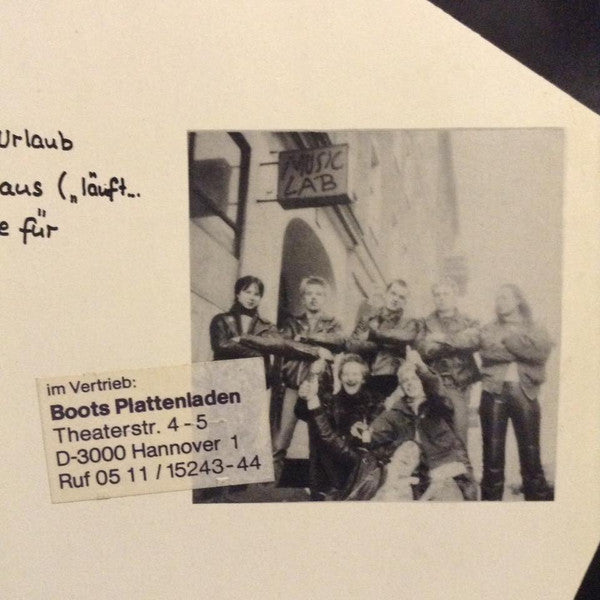 Urlaub
aus („läuft...
e für
MUSIC
LAB
im Vertrieb:
Boots Plattenladen
Theaterstr. 4-5
D-3000 Hannover 1
Ruf 05 11 / 15243-44